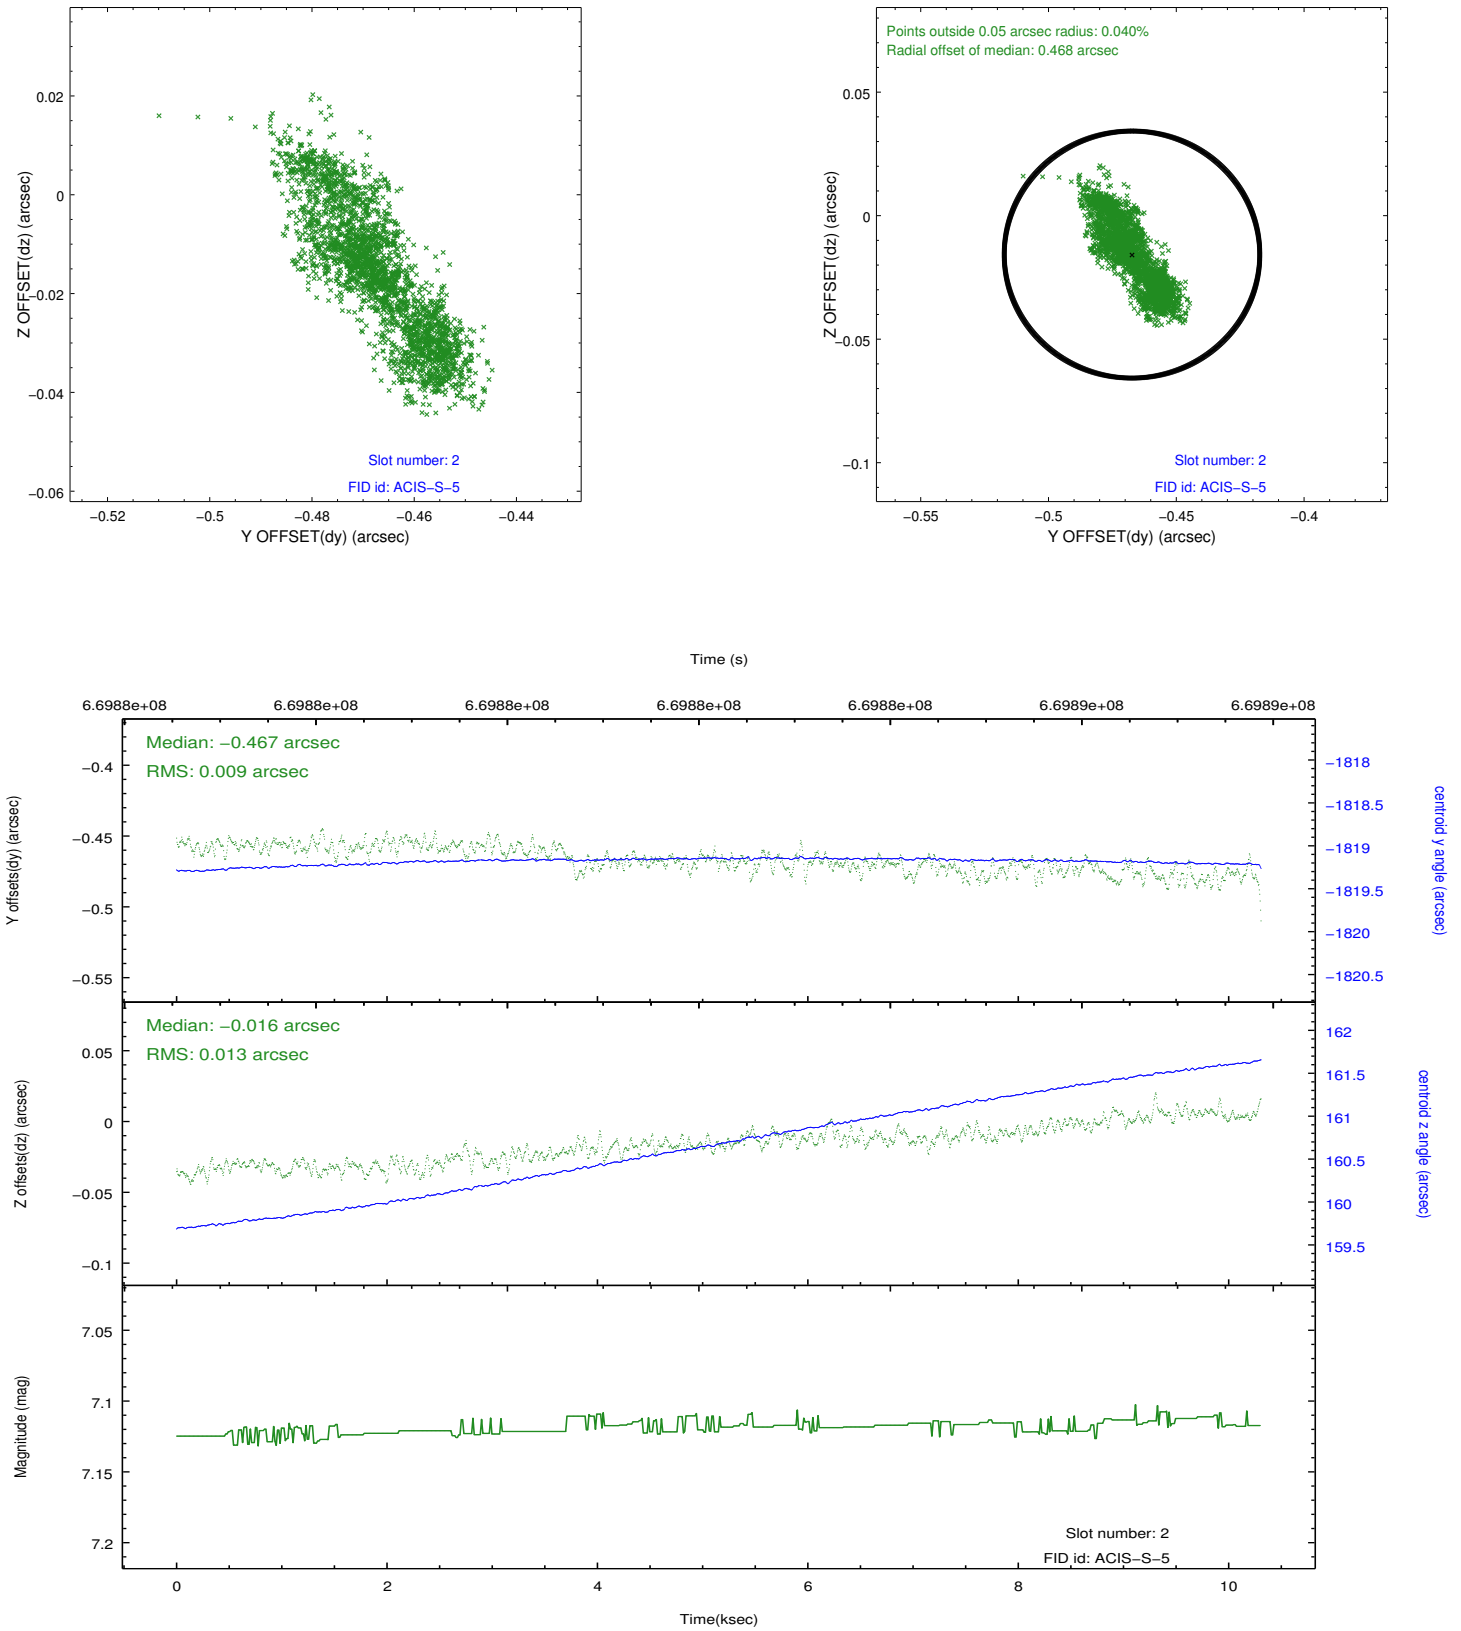 0.02
0
−0.02
−0.04
−0.06
Z OFFSET(dz) (arcsec)
Slot number: 2
FID id: ACIS−S−5
−0.52
−0.5
−0.48
−0.46
−0.44
Y OFFSET(dy) (arcsec)
Points outside 0.05 arcsec radius: 0.040%
Radial offset of median: 0.468 arcsec
0.05
0
−0.05
−0.1
Z OFFSET(dz) (arcsec)
Slot number: 2
FID id: ACIS−S−5
−0.55
−0.5
−0.45
−0.4
Y OFFSET(dy) (arcsec)
Time (s)
6.6988e+08
6.6988e+08
6.6988e+08
6.6988e+08
6.6988e+08
6.6989e+08
6.6989e+08
Median: −0.467 arcsec
RMS: 0.009 arcsec
−0.4
−0.45
−0.5
−0.55
Y offsets(dy) (arcsec)
−1818
−1818.5
−1819
−1819.5
−1820
−1820.5
centroid y angle (arcsec)
Median: −0.016 arcsec
RMS: 0.013 arcsec
0.05
0
−0.05
−0.1
Z offsets(dz) (arcsec)
162
161.5
161
160.5
160
159.5
centroid z angle (arcsec)
7.05
7.1
7.15
7.2
Magnitude (mag)
Slot number: 2
FID id: ACIS−S−5
0
2
4
6
8
10
Time(ksec)